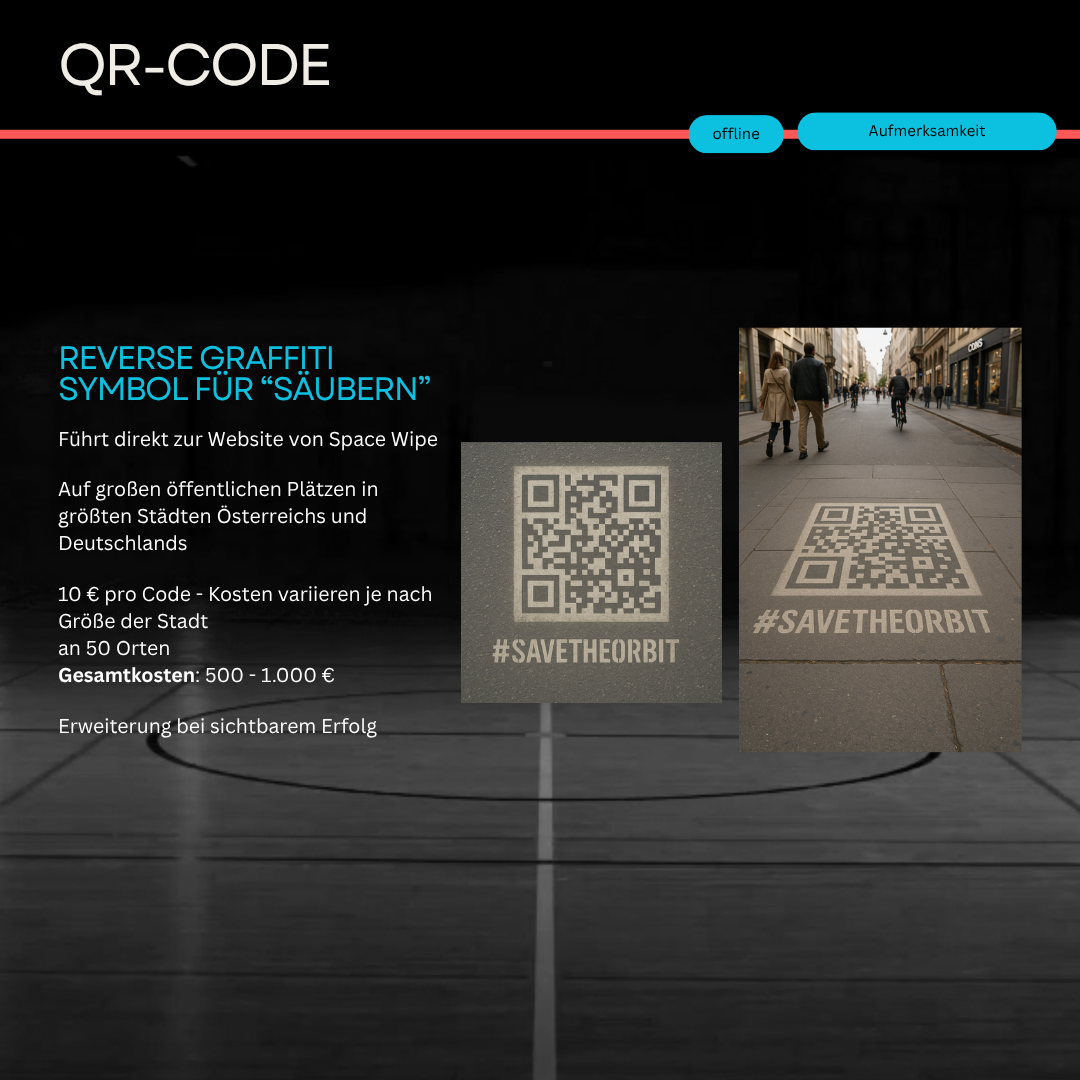 QR-CODE
offline
Aufmerksamkeit
REVERSE GRAFFITI
SYMBOL FÜR “SÄUBERN”
Führt direkt zur Website von Space Wipe
Auf großen öffentlichen Plätzen in
größten Städten Österreichs und
Deutschlands
10 € pro Code - Kosten variieren je nach
Größe der Stadt
an 50 Orten
Gesamtkosten: 500 - 1.000 €
Erweiterung bei sichtbarem Erfolg
#SAVETHEORBIT
#SAVETHEORBIT